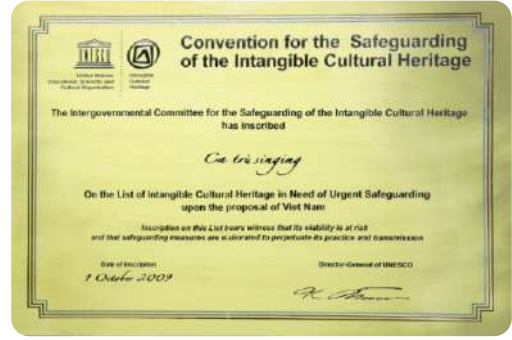 Convention for the Safeguarding
of the Intangible Cultural Heritage
United Nations
Educational, Scientific and
Cultural Organization
Intangible
Cultural
Heritage
The Intergovernmental Committee for the Safeguarding of the Intangible Cultural Heritage
has inscribed
Ca trù singing
On the List of Intangible Cultural Heritage in Need of Urgent Safeguarding
upon the proposal of Viet Nam
Inscription on this List bears witness that its viability is at risk
and that safeguarding measures are elaborated to perpetuate its practice and transmission
Date of inscription
1 October 2009
Director-General of UNESCO